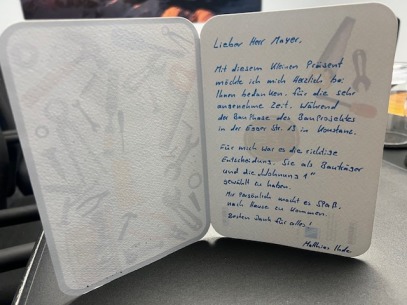 Lieber Herr Mayer,
Mit diesem kleinen Präsent
möchte ich mich Herzlich bei
Ihnen bedanken. für die sehr
angenehme Zeit. Während
der Bauphase des Bauprojektes
in der Egger Str. 13 in Konstanz.
Für mich war es die richtige
Entscheidung. Sie als Bauträger
und die „Wohnung 1"
gewählt zu haben.
Mir persönlich macht es Spaß,
nach Hause zu kommen.
Besten Dank für alles!
Matthias